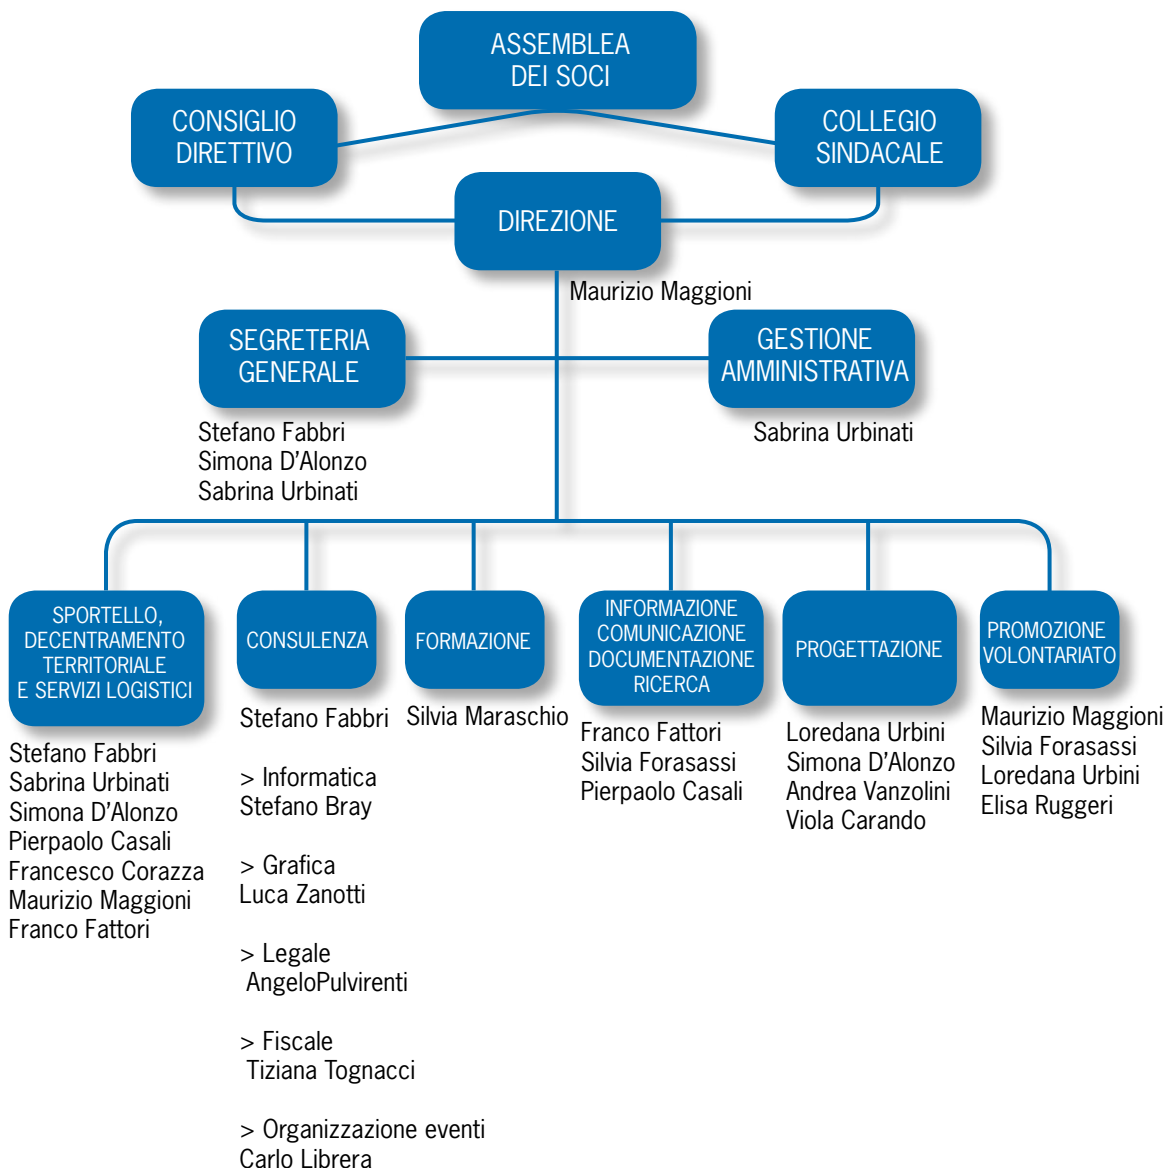 ASSEMBLEA
DEI SOCI
CONSIGLIO
DIRETTIVO
COLLEGIO
SINDACALE
DIREZIONE
Maurizio Maggioni
SEGRETERIA
GENERALE
GESTIONE
AMMINISTRATIVA
Stefano Fabbri
Simona D'Alonzo
Sabrina Urbinati
Sabrina Urbinati
SPORTELLO,
DECENTRAMENTO
TERRITORIALE
E SERVIZI LOGISTICI
Stefano Fabbri
Sabrina Urbinati
Simona D'Alonzo
Pierpaolo Casali
Francesco Corazza
Maurizio Maggioni
Franco Fattori
CONSULENZA
Stefano Fabbri
> Informatica
Stefano Bray
> Grafica
Luca Zanotti
> Legale
AngeloPulvirenti
> Fiscale
Tiziana Tognacci
> Organizzazione eventi
Carlo Librera
FORMAZIONE
Silvia Maraschio
INFORMAZIONE
COMUNICAZIONE
DOCUMENTAZIONE
RICERCA
Franco Fattori
Silvia Forasassi
Pierpaolo Casali
PROGETTAZIONE
Loredana Urbini
Simona D'Alonzo
Andrea Vanzolini
Viola Carando
PROMOZIONE
VOLONTARIATO
Maurizio Maggioni
Silvia Forasassi
Loredana Urbini
Elisa Ruggeri